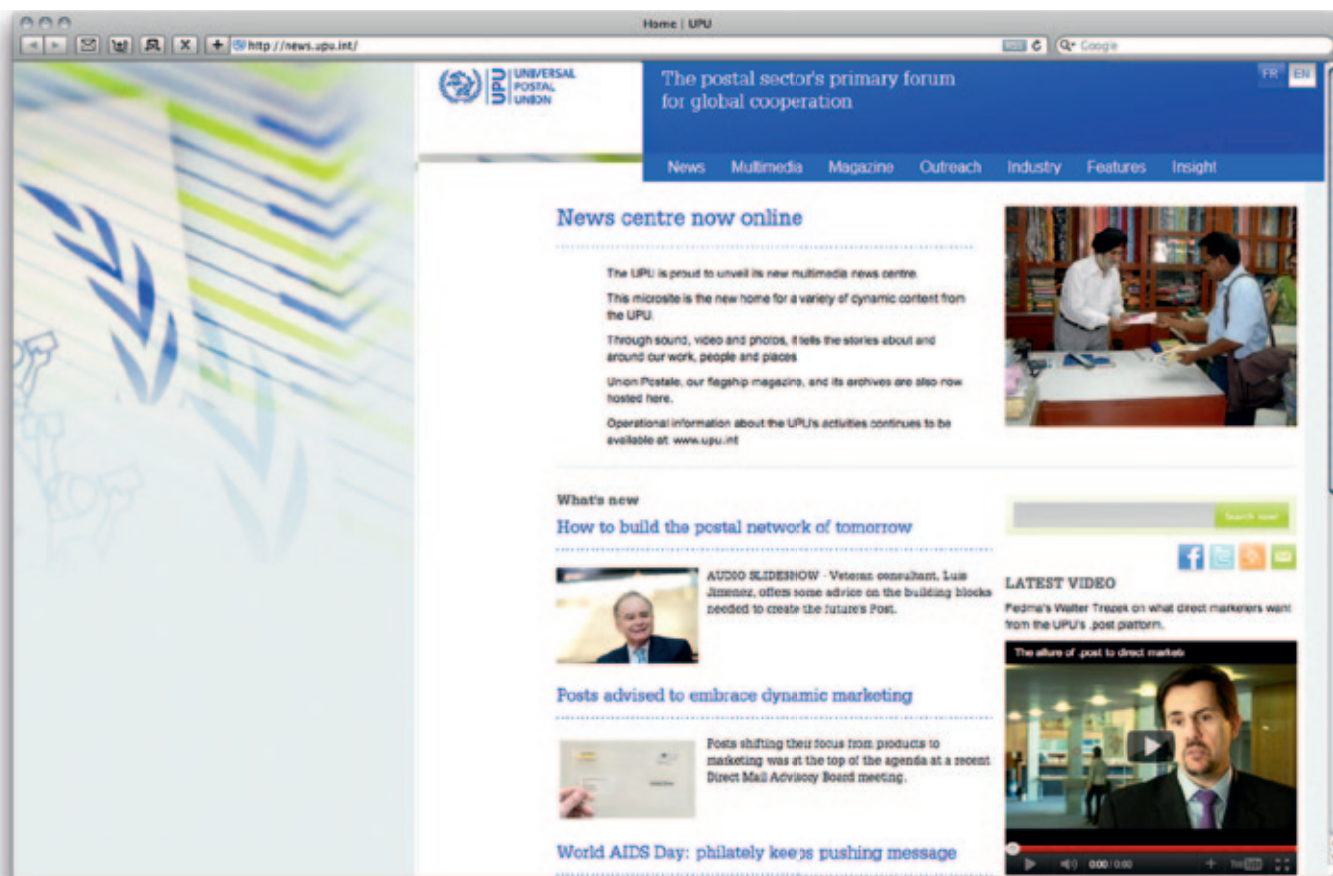 Home | UPU
http://news.upu.int/
RSS
Google
UPU
UNIVERSAL
POSTAL
UNION
The postal sector's primary forum
for global cooperation
FR EN
News Multimedia Magazine Outreach Industry Features Insight
News centre now online
The UPU is proud to unveil its new multimedia news centre.
This microsite is the new home for a variety of dynamic content from
the UPU.
Through sound, video and photos, it tells the stories about and
around our work, people and places
Union Postale, our flagship magazine, and its archives are also now
hosted here.
Operational information about the UPU's activities continues to be
available at: www.upu.int
What's new
How to build the postal network of tomorrow
AUDIO SLIDESHOW - Veteran consultant, Luis
Jimenez, offers some advice on the building blocks
needed to create the future's Post.
Posts advised to embrace dynamic marketing
Posts shifting their focus from products to
marketing was at the top of the agenda at a recent
Direct Mail Advisory Board meeting.
World AIDS Day: philately keeps pushing message
Search now!
LATEST VIDEO
Fedma's Walter Trezek on what direct marketers want
from the UPU's .post platform.
The allure of .post to direct markete
0:00 / 0:00
YouTube